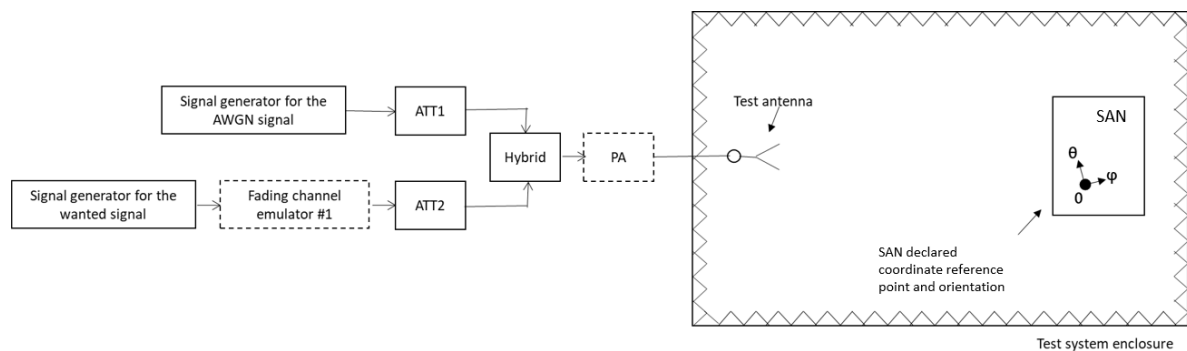 Signal generator for the
AWGN signal
ATT1
Hybrid
PA
Signal generator for the
wanted signal
Fading channel
emulator #1
ATT2
Test antenna
SAN
θ
φ
0
SAN declared
coordinate reference
point and orientation
Test system enclosure